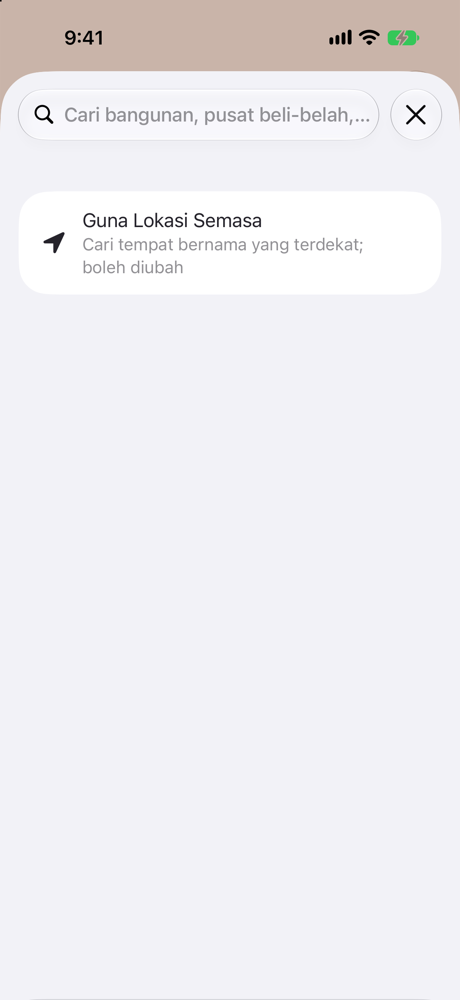 9:41
Cari bangunan, pusat beli-belah,...
Guna Lokasi Semasa
Cari tempat bernama yang terdekat;
boleh diubah